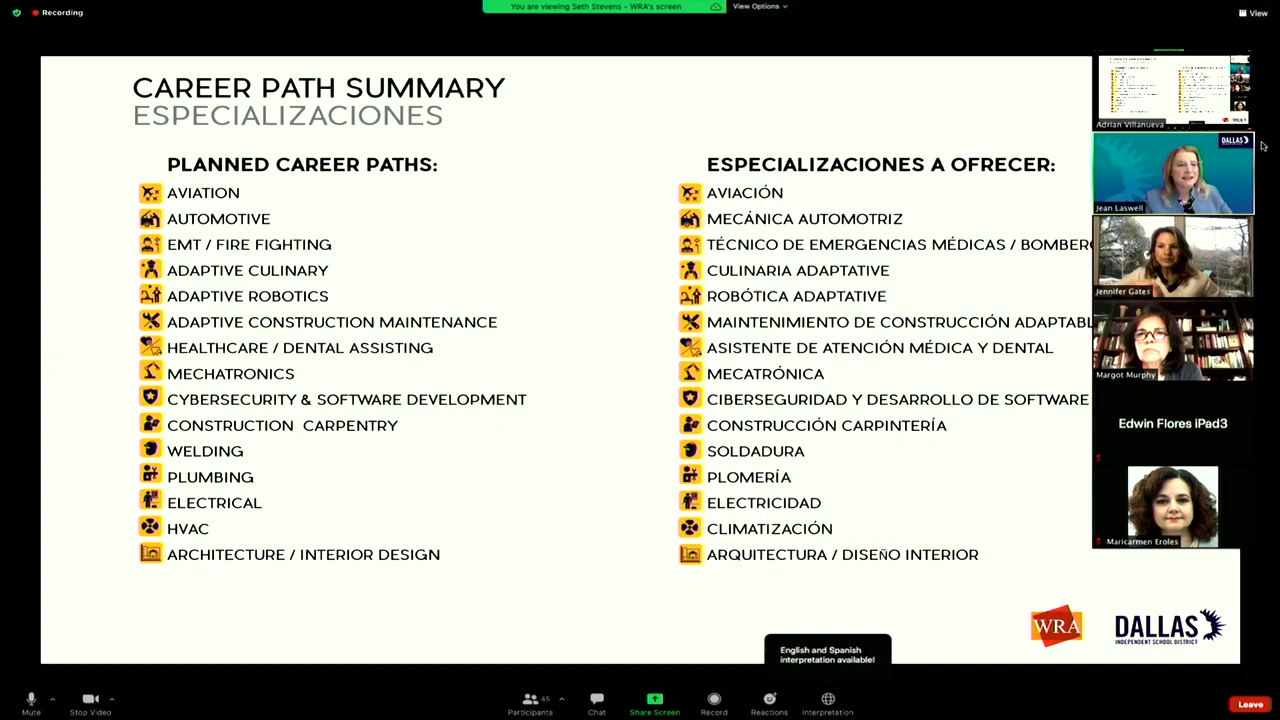 Recording
You are viewing Seth Stevens - WRA's screen
View Options
View
CAREER PATH SUMMARY
ESPECIALIZACIONES
PLANNED CAREER PATHS:
AVIATION
AUTOMOTIVE
EMT / FIRE FIGHTING
ADAPTIVE CULINARY
ADAPTIVE ROBOTICS
ADAPTIVE CONSTRUCTION MAINTENANCE
HEALTHCARE / DENTAL ASSISTING
MECHATRONICS
CYBERSECURITY & SOFTWARE DEVELOPMENT
CONSTRUCTION CARPENTRY
WELDING
PLUMBING
ELECTRICAL
HVAC
ARCHITECTURE / INTERIOR DESIGN
ESPECIALIZACIONES A OFRECER:
AVIACIÓN
MECÁNICA AUTOMOTRIZ
TÉCNICO DE EMERGENCIAS MÉDICAS / BOMBERO
CULINARIA ADAPTATIVE
ROBÓTICA ADAPTATIVE
MAINTENIMIENTO DE CONSTRUCCIÓN ADAPTABL
ASISTENTE DE ATENCIÓN MÉDICA Y DENTAL
MECATRÓNICA
CIBERSEGURIDAD Y DESARROLLO DE SOFTWARE
CONSTRUCCIÓN CARPINTERÍA
SOLDADURA
PLOMERÍA
ELECTRICIDAD
CLIMATIZACIÓN
ARQUITECTURA / DISEÑO INTERIOR
Adrian Villanueva
DALLAS
Jean Laswell
Jennifer Gates
Margot Murphy
Edwin Flores iPad3
Maricarmen Eroles
WRA
DALLAS
INDEPENDENT SCHOOL DISTRICT
English and Spanish
interpretation available!
Mute
Stop Video
45
Participants
Chat
Share Screen
Record
Reactions
Interpretation
Leave